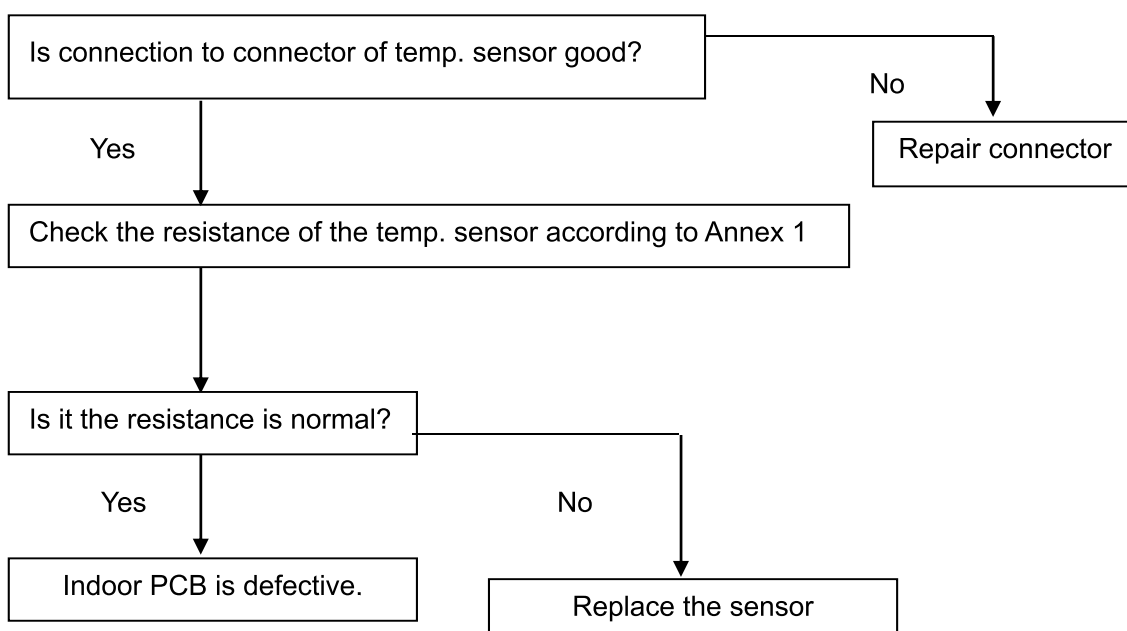 Is connection to connector of temp. sensor good?
No
Yes
Repair connector
Check the resistance of the temp. sensor according to Annex 1
Is it the resistance is normal?
Yes
No
Indoor PCB is defective.
Replace the sensor